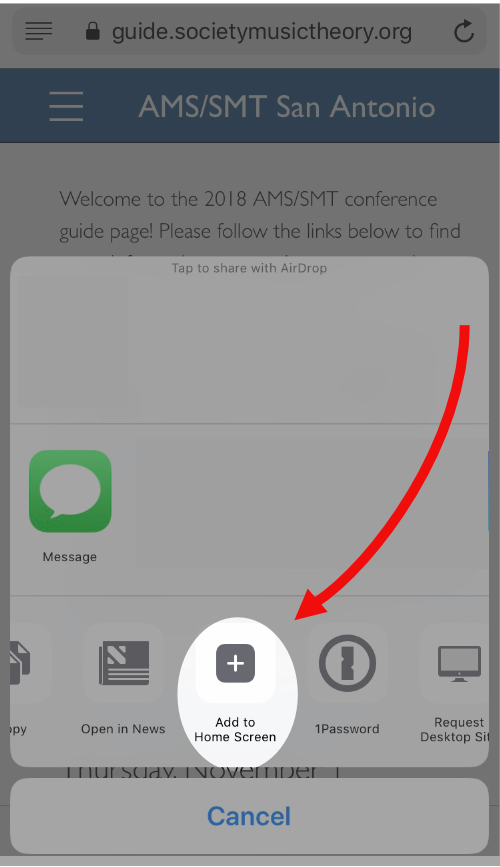 guide.societymusictheory.org
AMS/SMT San Antonio
Welcome to the 2018 AMS/SMT conference
guide page! Please follow the links below to find
Tap to share with AirDrop
Message
py
Open in News
Add to
Home Screen
1Password
Request
Desktop Sit
Thursday, November 1
Cancel